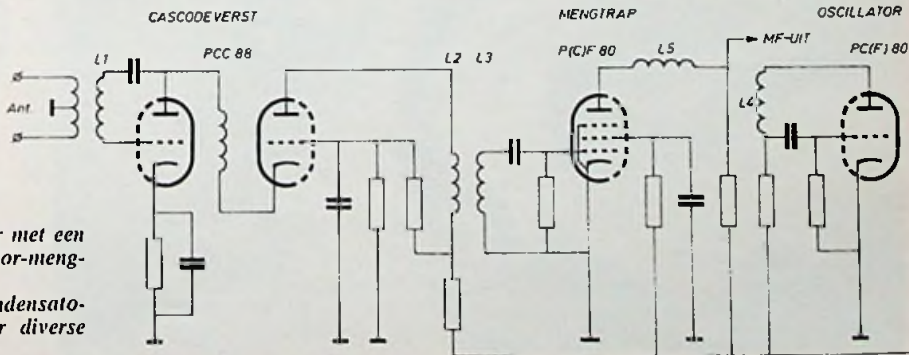 CASCODEVERST
MENGTRAP
OSCILLATOR
PCC 88
L1
L2
L3
P(C)F 80
L5
MF-UIT
PC(F) 80
L4
Ant.
r met een
or-meng-
ndensato-
r diverse